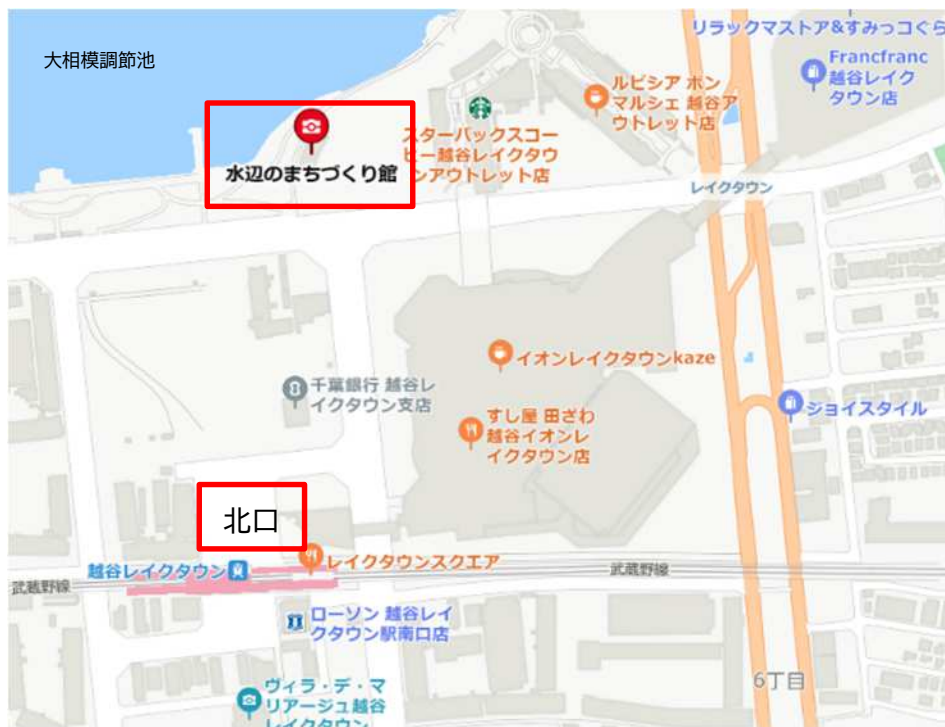 大相模調節池
水辺のまちづくり館
スターバックスコー
ヒー越谷レイクタウ
ンアウトレット店
ルピシア ボン
マルシェ 越谷ア
ウトレット店
リラックマストア&すみっコぐら
Francfranc
越谷レイク
タウン店
レイクタウン
イオンレイクタウンkaze
千葉銀行 越谷レ
イクタウン支店
すし屋 田ざわ
越谷イオンレ
イクタウン店
ジョイスタイル
北口
越谷レイクタウン
レイクタウンスクエア
武蔵野線
武蔵野線
ローソン 越谷レイ
クタウン駅南口店
6丁目
ヴィラ・デ・マ
リアージュ越谷
レイクタウン